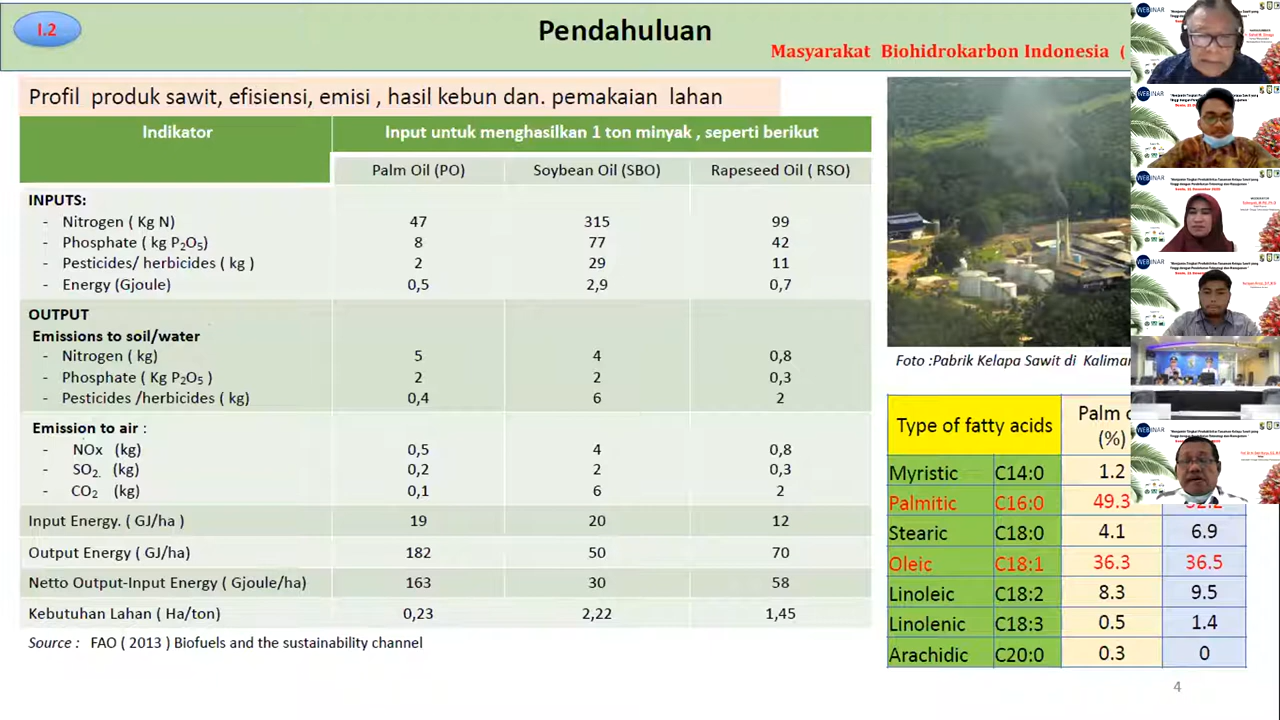 I.2
Pendahuluan
Masyarakat Biohidrokarbon Indonesia (
Profil produk sawit, efisiensi, emisi , hasil kebun dan. pemakaian lahan
Indikator Input untuk menghasilkan 1 ton minyak , seperti berikut
Palm Oil (PO) Soybean Oil (SBO) Rapeseed Oil ( RSO)
INPUTS:
- Nitrogen ( Kg N) 47 315 99
- Phosphate ( kg P2O5) 8 77 42
- Pesticides/ herbicides ( kg ) 2 29 11
- Energy (Gjoule) 0,5 2,9 0,7
OUTPUT
Emissions to soil/water
- Nitrogen ( kg) 5 4 0,8
- Phosphate ( Kg P2O5 ) 2 2 0,3
- Pesticides /herbicides ( kg) 0,4 6 2
Emission to air :
NOx (kg) 0,5 4 0,8
SO2. (kg) 0,2 2 0,3
- CO2 (kg) 0,1 6 2
Input Energy. ( GJ/ha ) 19 20 12
Output Energy ( GJ/ha) 182 50 70
Netto Output-Input Energy ( Gjoule/ha) 163 30 58
Kebutuhan Lahan ( Ha/ton) 0,23 2,22 1,45
Source : FAO ( 2013 ) Biofuels and the sustainability channel
Foto :Pabrik Kelapa Sawit di
Type of fatty acids Palm
(%)
Myristic C14:0 1.2
Palmitic C16:0 49.3
Stearic C18:0 4.1 6.9
Oleic C18:1 36.3 36.5
Linoleic C18:2 8.3 9.5
Linolenic C18:3 0.5 1.4
Arachidic C20:0 0.3 0
4
WEBINAR
WEBINAR
WEBINAR
WEBINAR
WEBINAR